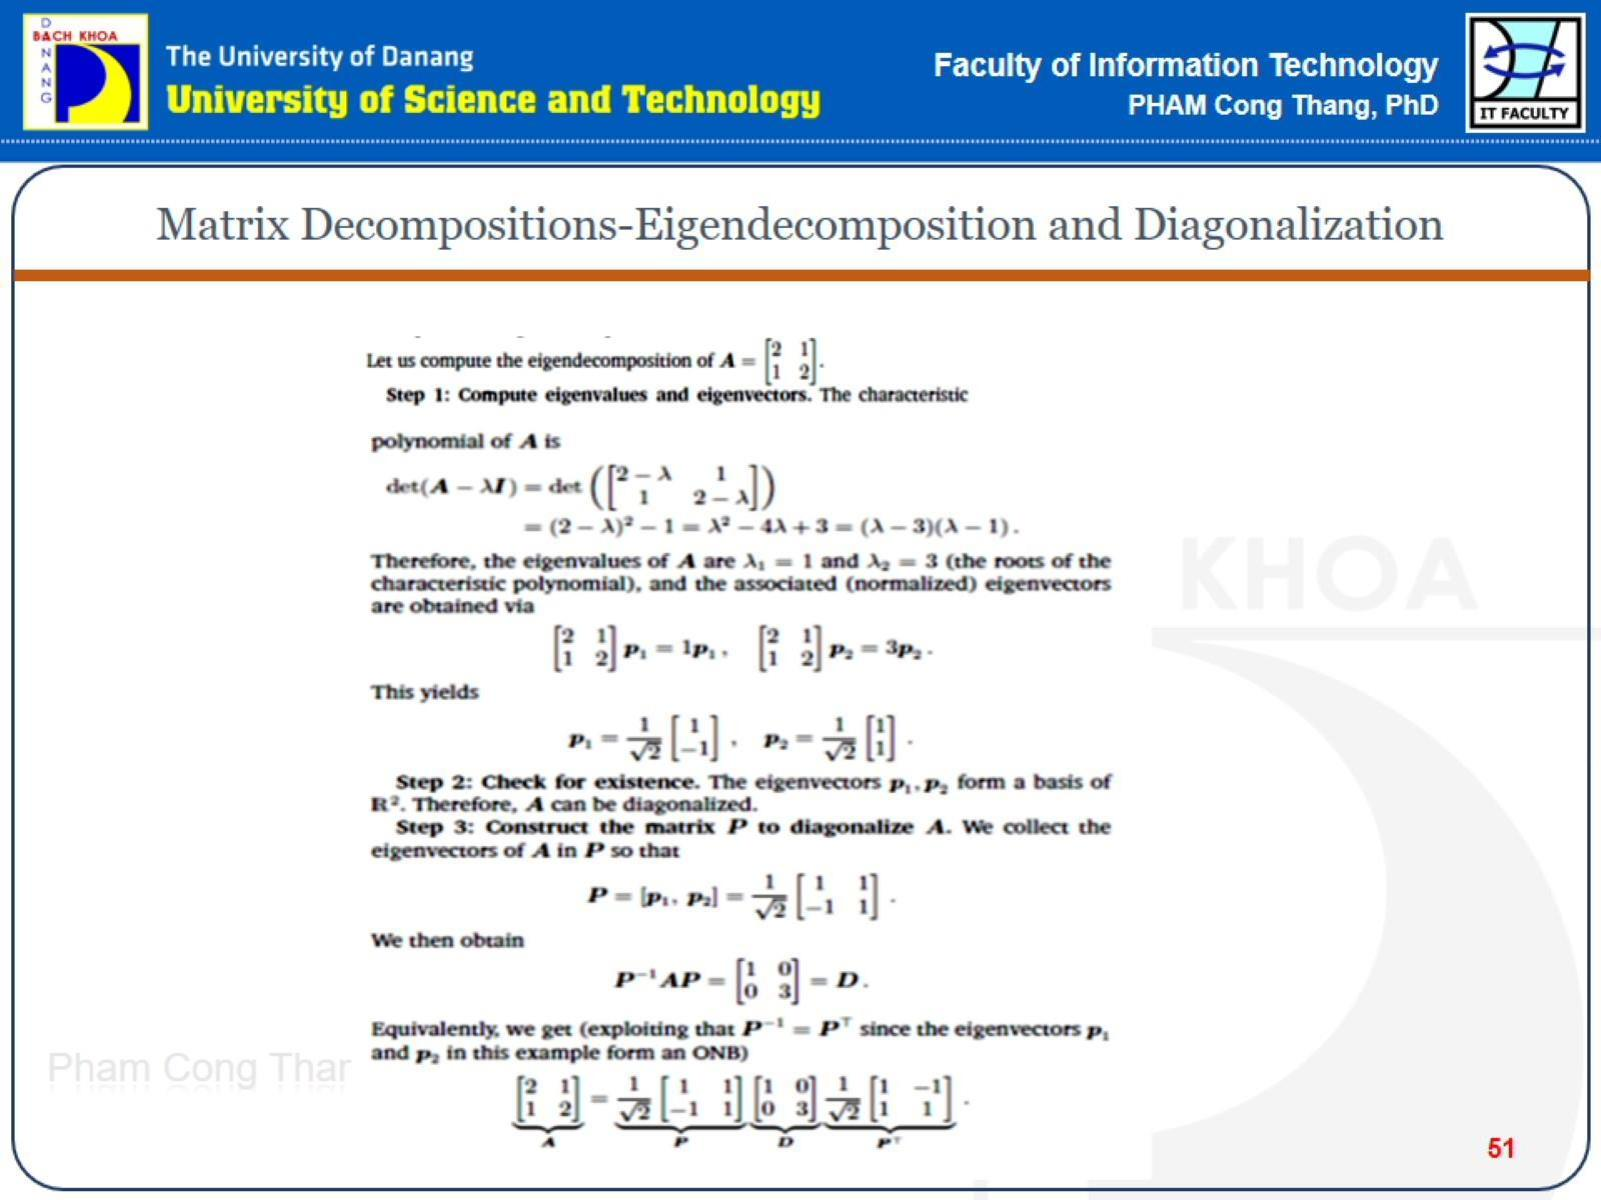 DANANG
BÁCH KHOA
The University of Danang
University of Science and Technology
Faculty of Information Technology
PHAM Cong Thang, PhD
IT FACULTY
Matrix Decompositions-Eigendecomposition and Diagonalization
Let us compute the eigendecomposition of A = [2 1; 1 2].
Step 1: Compute eigenvalues and eigenvectors. The characteristic
polynomial of A is
det(A − λI) = det ([2 − λ 1; 1 2 − λ])
= (2 − λ)² − 1 = λ² − 4λ + 3 = (λ − 3)(λ − 1) .
Therefore, the eigenvalues of A are λ₁ = 1 and λ₂ = 3 (the roots of the
characteristic polynomial), and the associated (normalized) eigenvectors
are obtained via
[2 1; 1 2] p₁ = 1p₁ , [2 1; 1 2] p₂ = 3p₂ .
This yields
p₁ = 1/√2 [1; −1] , p₂ = 1/√2 [1; 1] .
Step 2: Check for existence. The eigenvectors p₁, p₂ form a basis of
ℝ². Therefore, A can be diagonalized.
Step 3: Construct the matrix P to diagonalize A. We collect the
eigenvectors of A in P so that
P = [p₁, p₂] = 1/√2 [1 1; −1 1] .
We then obtain
P⁻¹AP = [1 0; 0 3] = D .
Equivalently, we get (exploiting that P⁻¹ = P⊤ since the eigenvectors p₁
and p₂ in this example form an ONB)
[2 1; 1 2] = 1/√2 [1 1; −1 1] [1 0; 0 3] 1/√2 [1 −1; 1 1] .
A P D P⊤
KHOA
Pham Cong Than
51